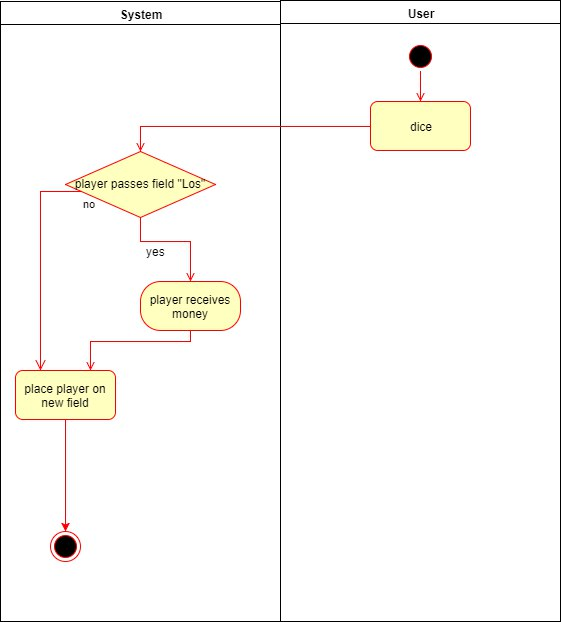 System
User
dice
player passes field "Los"
no
yes
player receives
money
place player on
new field